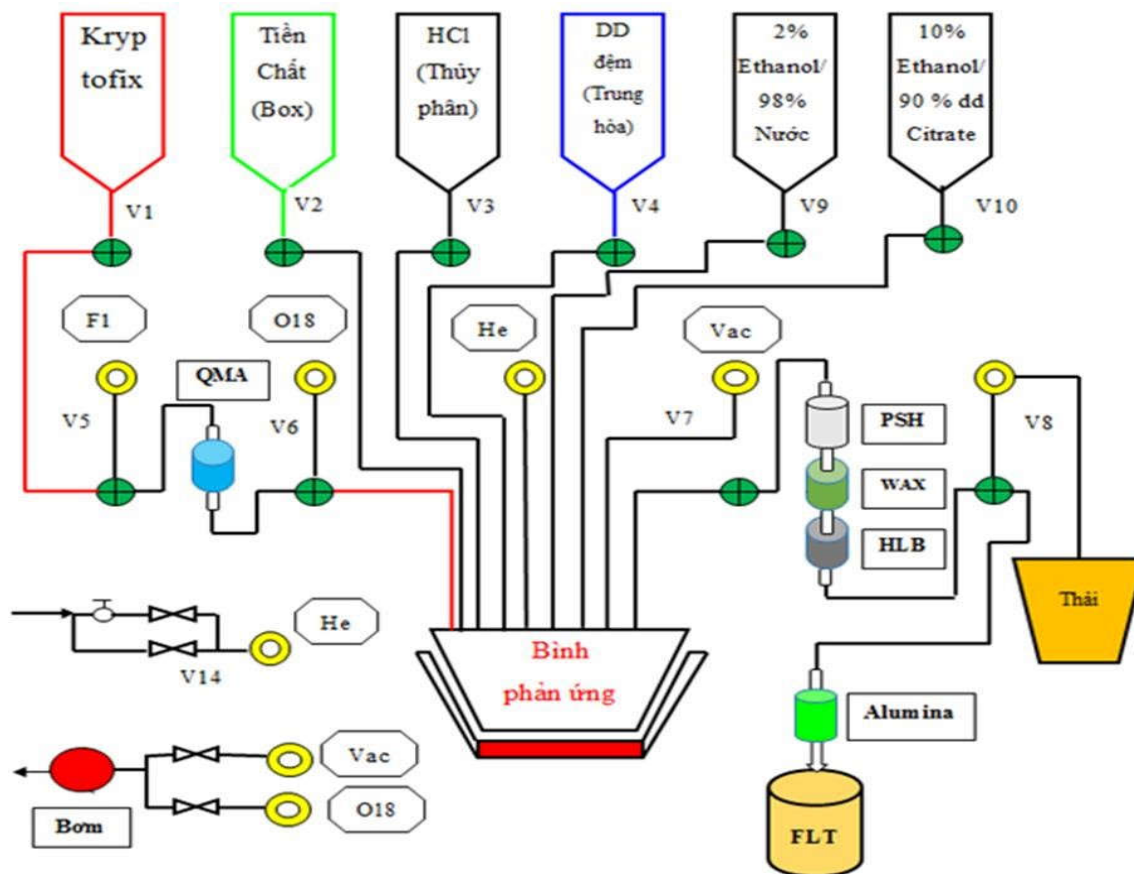 Kryp
tofix
Tiền
Chất
(Box)
HCl
(Thủy
phân)
DD
đệm
(Trung
hòa)
2%
Ethanol/
98%
Nước
10%
Ethanol/
90 % dd
Citrate
V1
V2
V3
V4
V9
V10
F1
O18
He
Vac
QMA
V5
V6
V7
PSH
V8
WAX
HLB
Thải
He
V14
Bình
phản ứng
Alumina
Vac
O18
Bơm
FLT